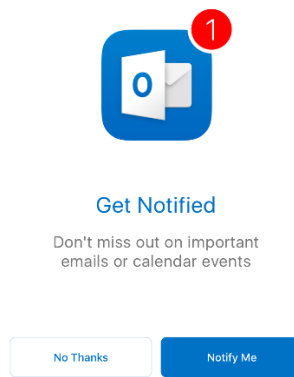 1
O
Get Notified
Don't miss out on important
emails or calendar events
No Thanks
Notify Me